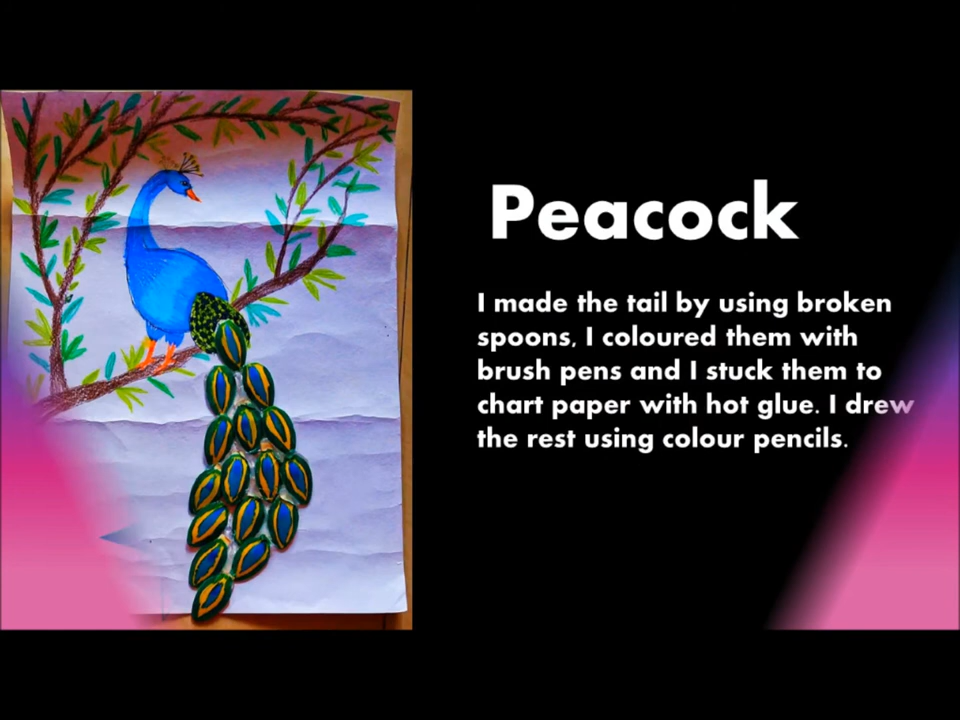 Peacock
I made the tail by using broken
spoons, I coloured them with
brush pens and I stuck them to
chart paper with hot glue. I drew
the rest using colour pencils.